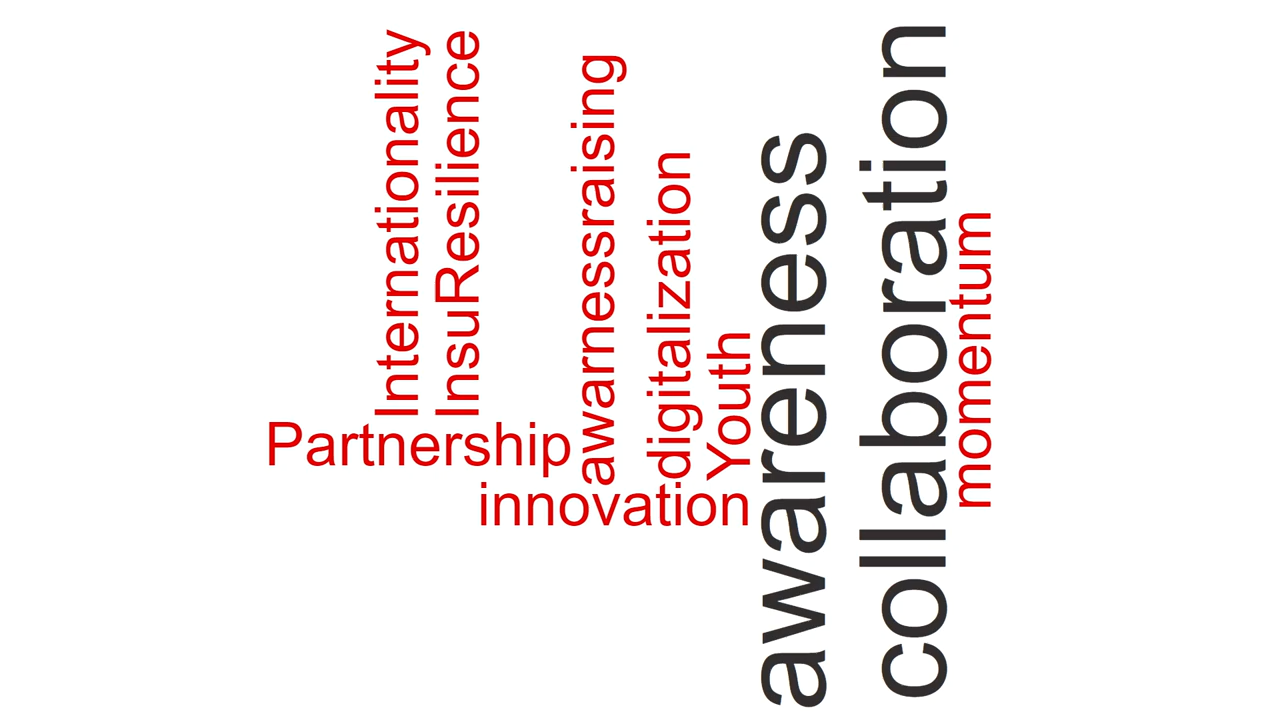 Internationality
InsuResilience
awarnessraising
digitalization
Youth
awareness
collaboration
momentum
Partnership
innovation